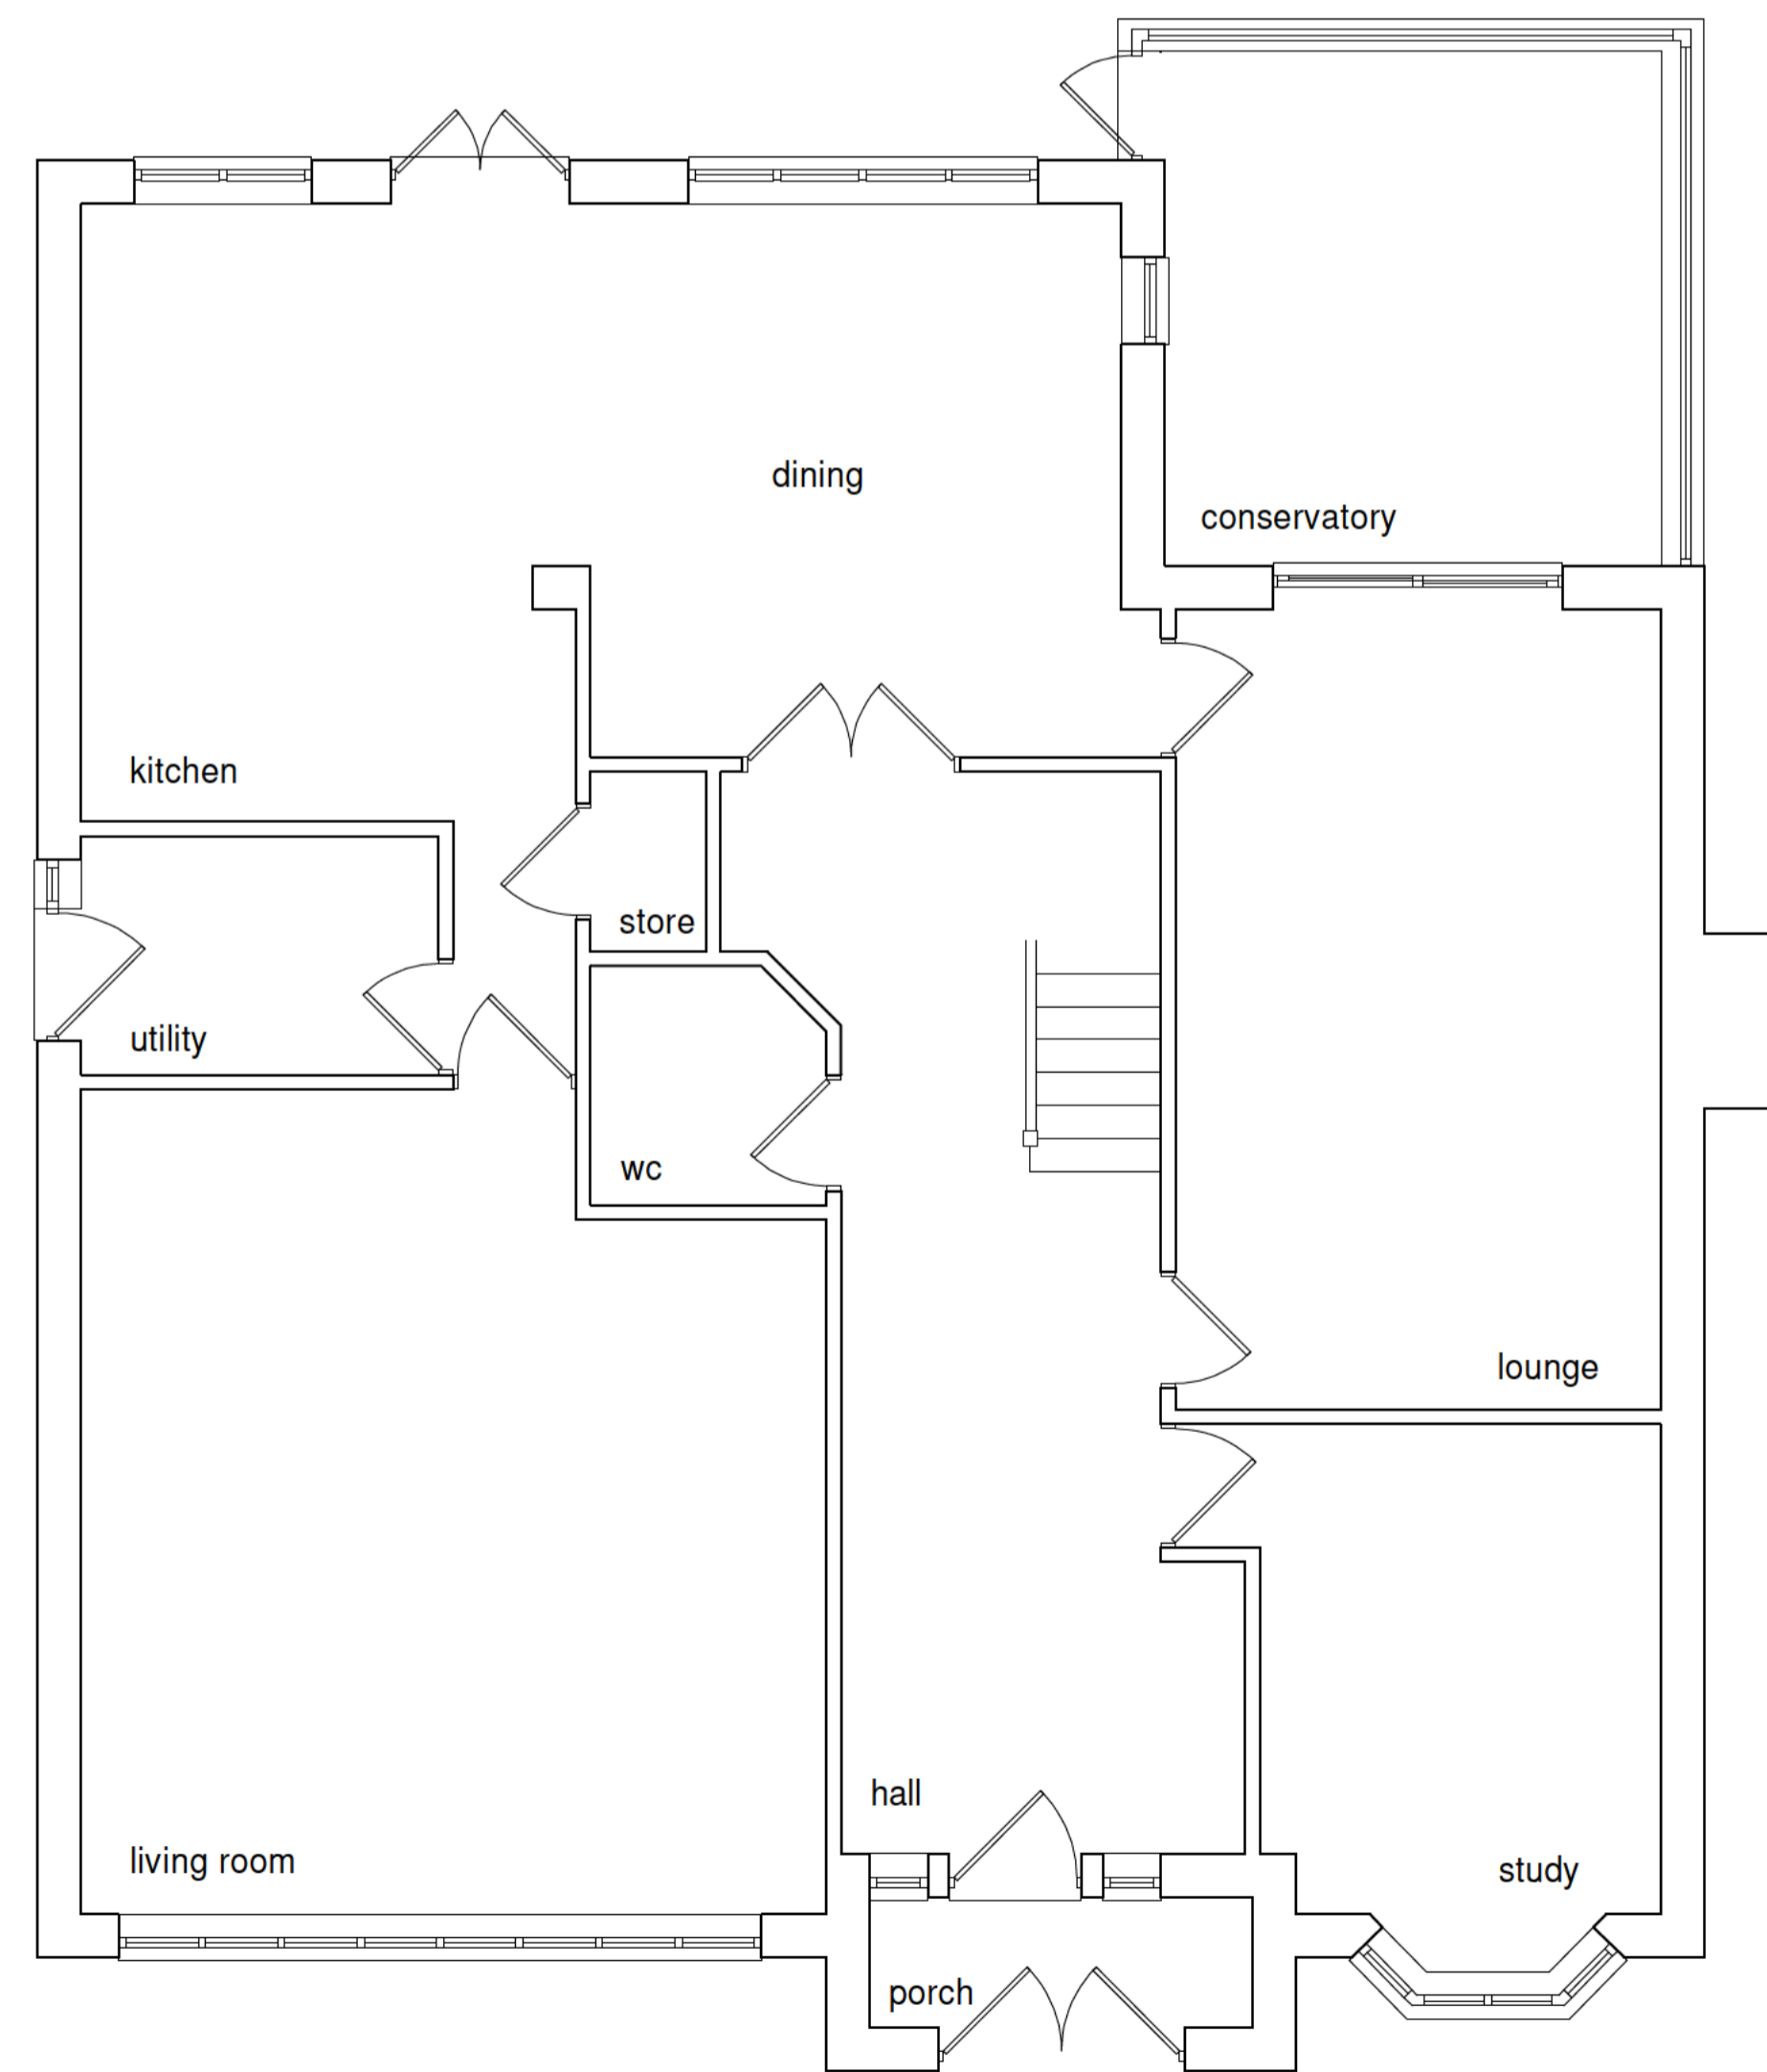 dining
conservatory
kitchen
store
utility
wc
lounge
hall
living room
study
porch